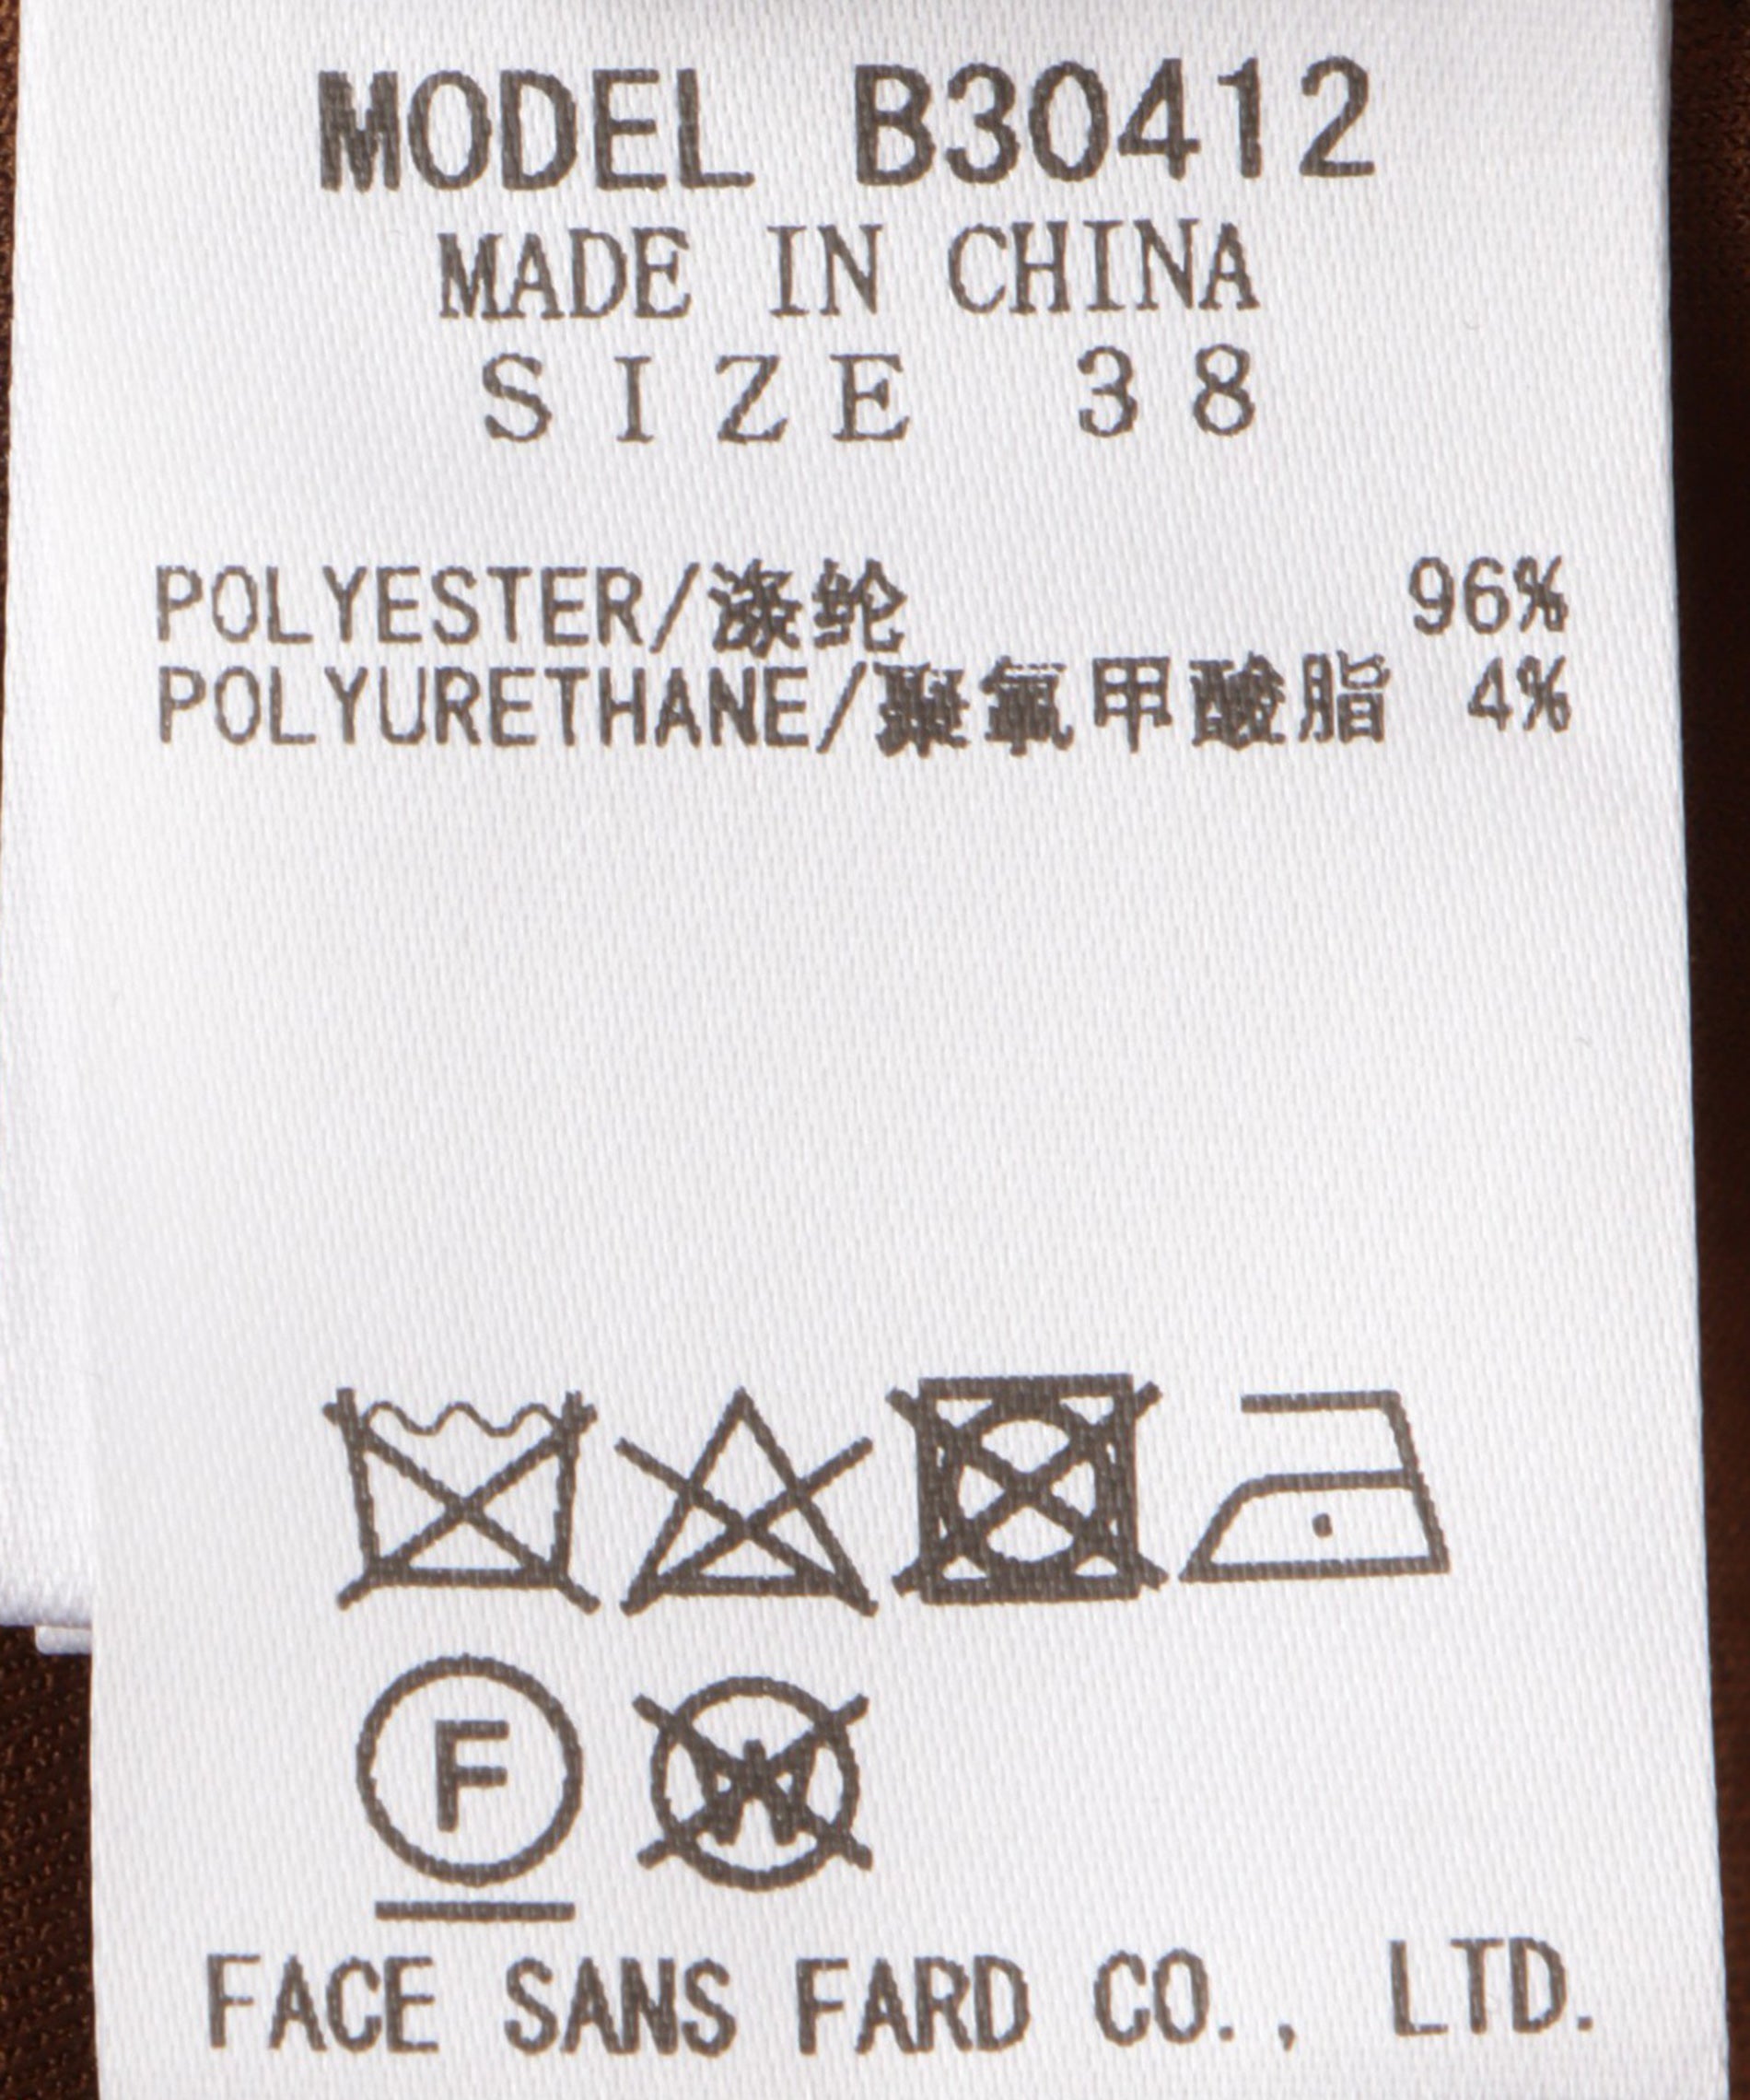 MODEL B30412
MADE IN CHINA
SIZE 38
POLYESTER/涤纶 96%
POLYURETHANE/聚氨甲酸脂 4%
F
W
FACE SANS FARD CO., LTD.